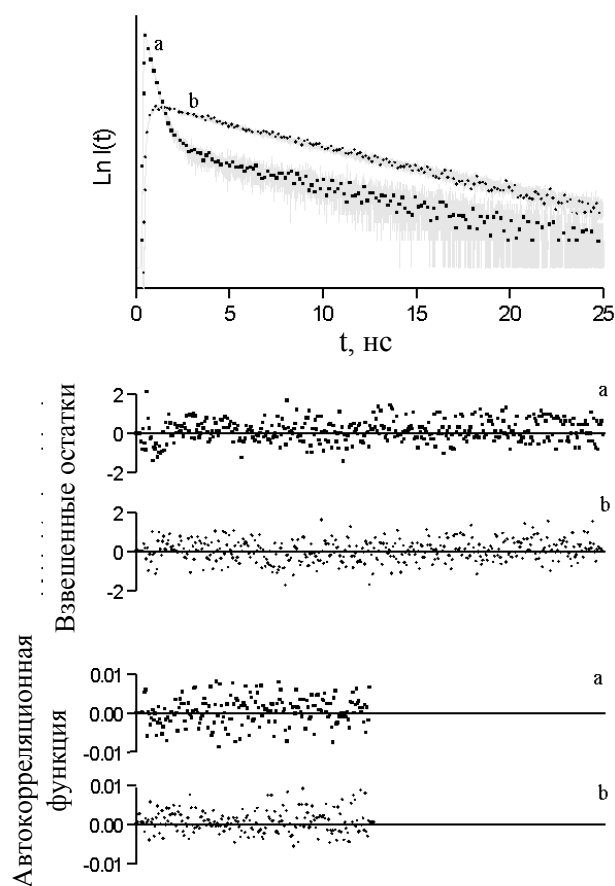 a
b
Ln I(t)
0 5 10 15 20 25
t, нс
Взвешенные остатки
2
0
-2
a
2
0
-2
b
Автокорреляционная
функция
0.01
0.00
-0.01
a
0.01
0.00
-0.01
b